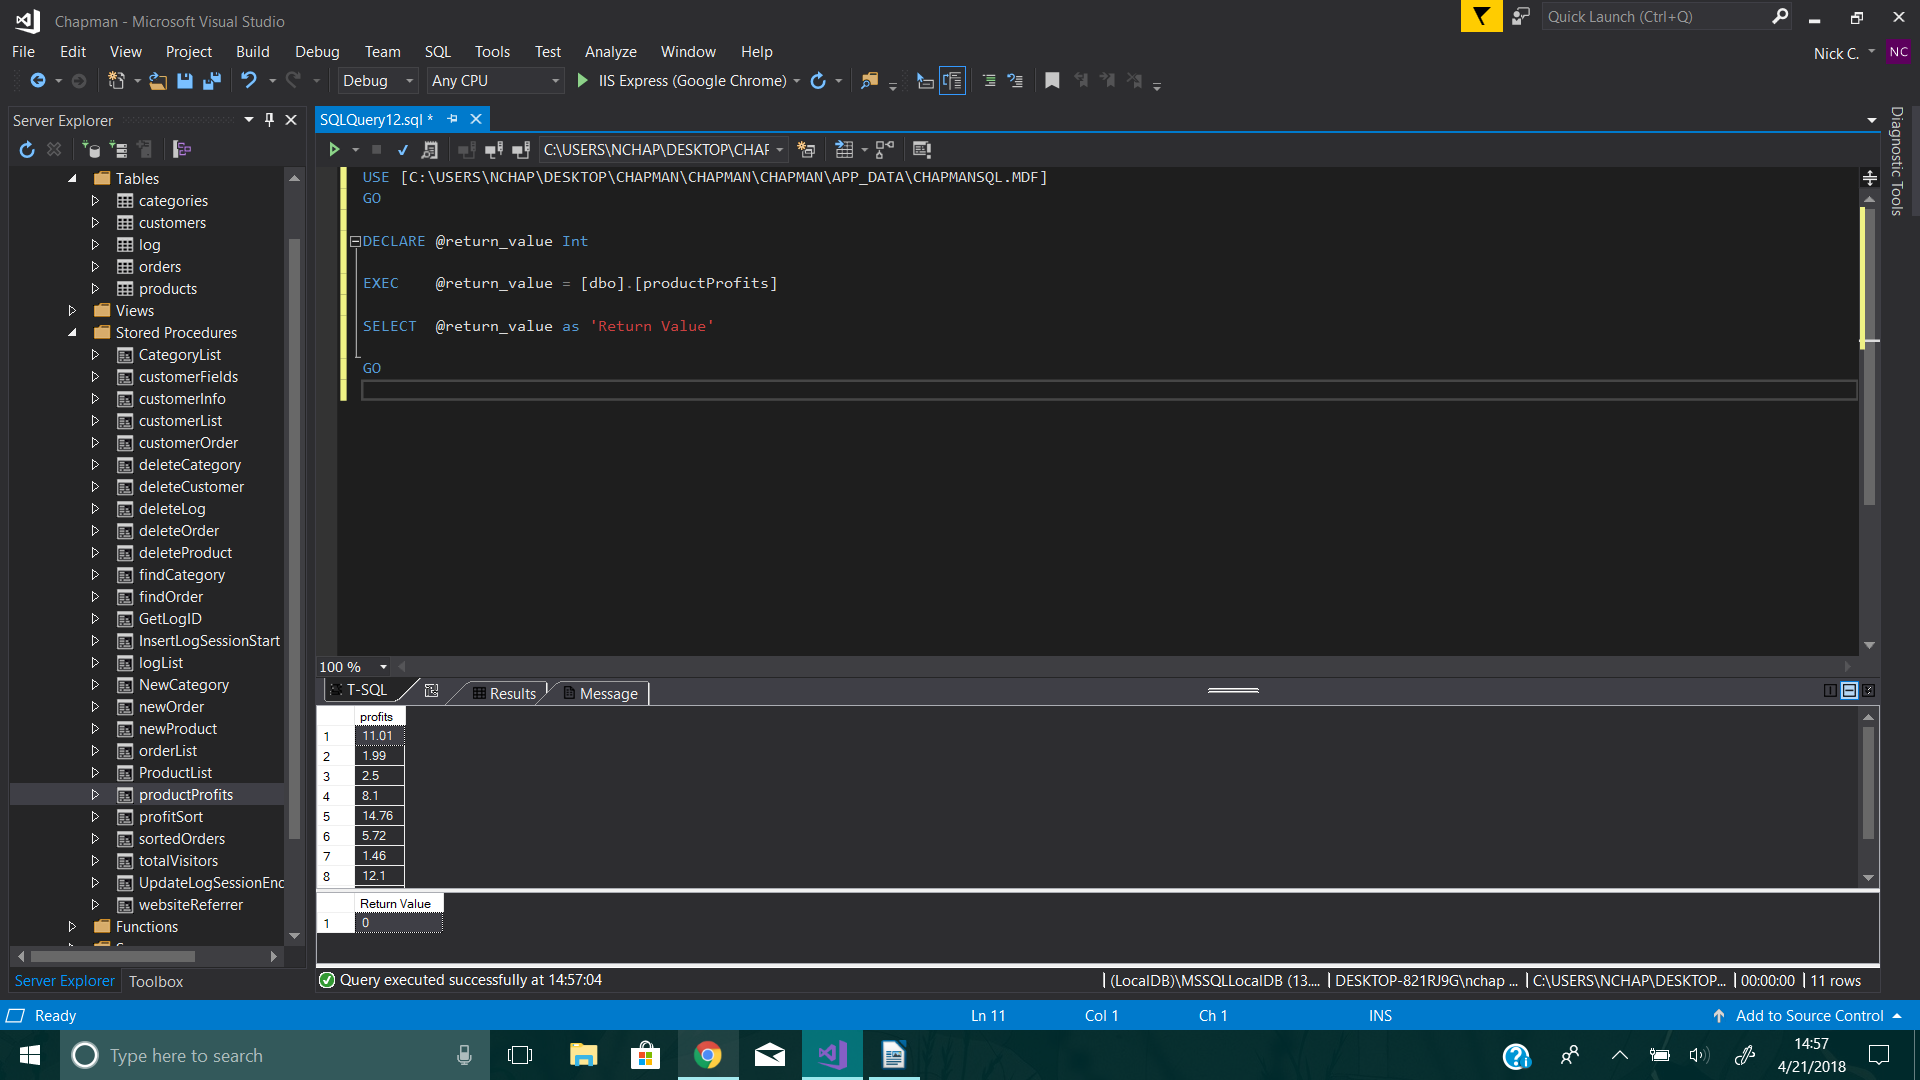 Chapman - Microsoft Visual Studio
Quick Launch (Ctrl+Q)
File Edit View Project Build Debug Team SQL Tools Test Analyze Window Help
Nick C. NC
Debug Any CPU IIS Express (Google Chrome)
Server Explorer
SQLQuery12.sql *
C:\USERS\NCHAP\DESKTOP\CHAP
Diagnostic Tools
Tables
categories
customers
log
orders
products
Views
Stored Procedures
CategoryList
customerFields
customerInfo
customerList
customerOrder
deleteCategory
deleteCustomer
deleteLog
deleteOrder
deleteProduct
findCategory
findOrder
GetLogID
InsertLogSessionStart
logList
NewCategory
newOrder
newProduct
orderList
ProductList
productProfits
profitSort
sortedOrders
totalVisitors
UpdateLogSessionEnd
websiteReferrer
Functions
Server Explorer Toolbox
USE [C:\USERS\NCHAP\DESKTOP\CHAPMAN\CHAPMAN\CHAPMAN\APP_DATA\CHAPMANSQL.MDF]
GO
DECLARE @return_value Int
EXEC @return_value = [dbo].[productProfits]
SELECT @return_value as 'Return Value'
GO
100 %
T-SQL Results Message
profits
1 11.01
2 1.99
3 2.5
4 8.1
5 14.76
6 5.72
7 1.46
8 12.1
Return Value
1 0
Query executed successfully at 14:57:04
(LocalDB)\MSSQLLocalDB (13.... DESKTOP-821RJ9G\nchap ... C:\USERS\NCHAP\DESKTOP... 00:00:00 11 rows
Ready Ln 11 Col 1 Ch 1 INS Add to Source Control
Type here to search
14:57
4/21/2018